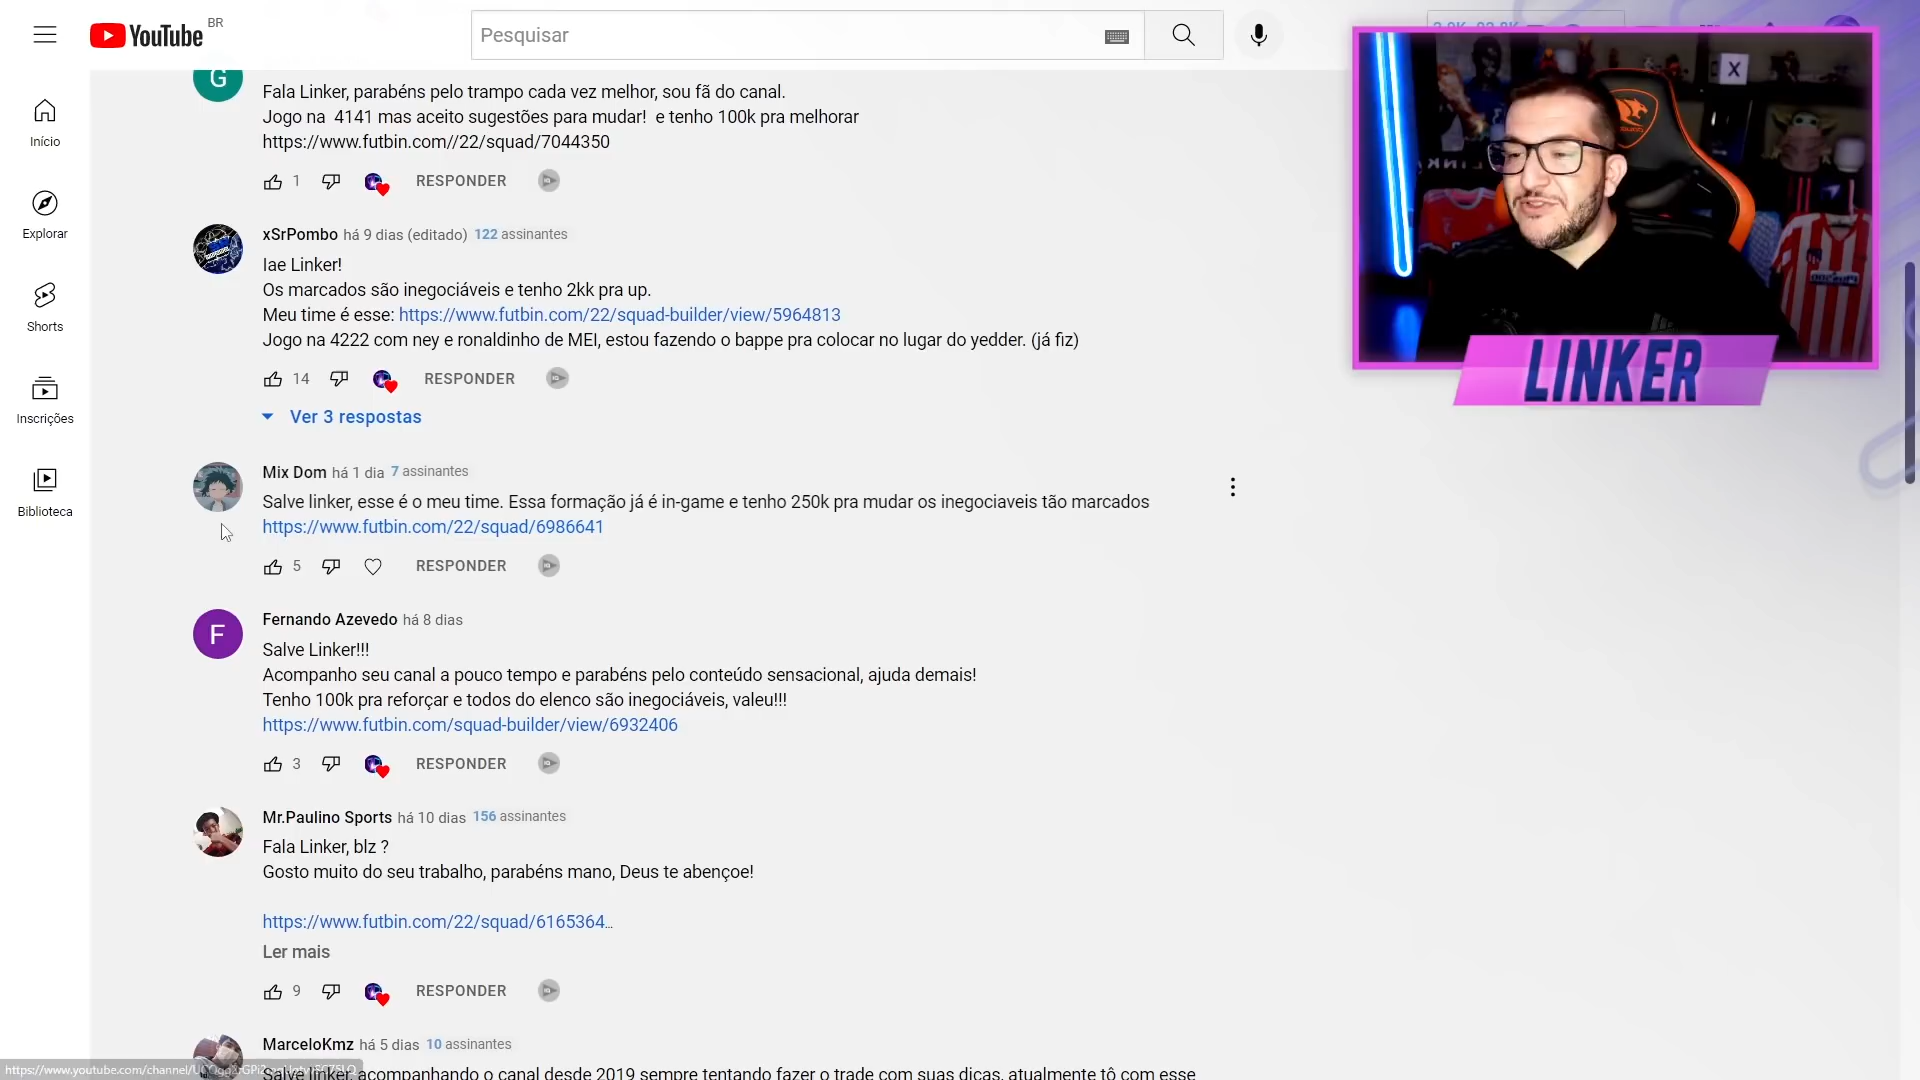 YouTube BR
Pesquisar
Início
Explorar
Shorts
Inscrições
Biblioteca
G
Fala Linker, parabéns pelo trampo cada vez melhor, sou fã do canal.
Jogo na 4141 mas aceito sugestões para mudar! e tenho 100k pra melhorar
https://www.futbin.com//22/squad/7044350
1 RESPONDER
xSrPombo há 9 dias (editado) 122 assinantes
Iae Linker!
Os marcados são inegociáveis e tenho 2kk pra up.
Meu time é esse: https://www.futbin.com/22/squad-builder/view/5964813
Jogo na 4222 com ney e ronaldinho de MEI, estou fazendo o bappe pra colocar no lugar do yedder. (já fiz)
14 RESPONDER
Ver 3 respostas
Mix Dom há 1 dia 7 assinantes
Salve linker, esse é o meu time. Essa formação já é in-game e tenho 250k pra mudar os inegociaveis tão marcados
https://www.futbin.com/22/squad/6986641
5 RESPONDER
F
Fernando Azevedo há 8 dias
Salve Linker!!!
Acompanho seu canal a pouco tempo e parabéns pelo conteúdo sensacional, ajuda demais!
Tenho 100k pra reforçar e todos do elenco são inegociáveis, valeu!!!
https://www.futbin.com/squad-builder/view/6932406
3 RESPONDER
Mr.Paulino Sports há 10 dias 156 assinantes
Fala Linker, blz ?
Gosto muito do seu trabalho, parabéns mano, Deus te abençoe!
https://www.futbin.com/22/squad/6165364...
Ler mais
9 RESPONDER
MarceloKmz há 5 dias 10 assinantes
Salve linker, acompanhando o canal desde 2019 sempre tentando fazer o trade com suas dicas, atualmente tô com esse
X
LINKER